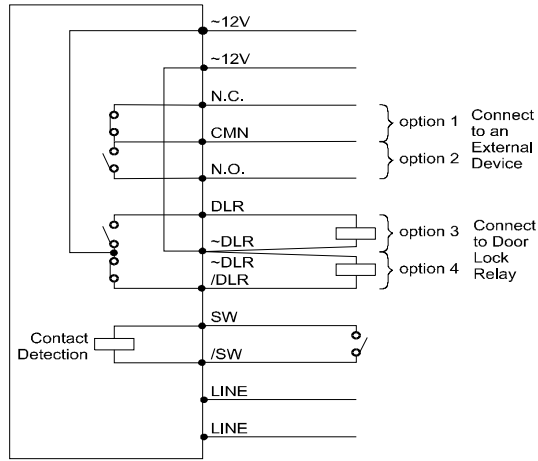 ~12V
~12V
N.C.
CMN
N.O.
option 1
option 2
Connect
to an
External
Device
DLR
~DLR
~DLR
/DLR
option 3
option 4
Connect
to Door
Lock
Relay
Contact
Detection
SW
/SW
LINE
LINE